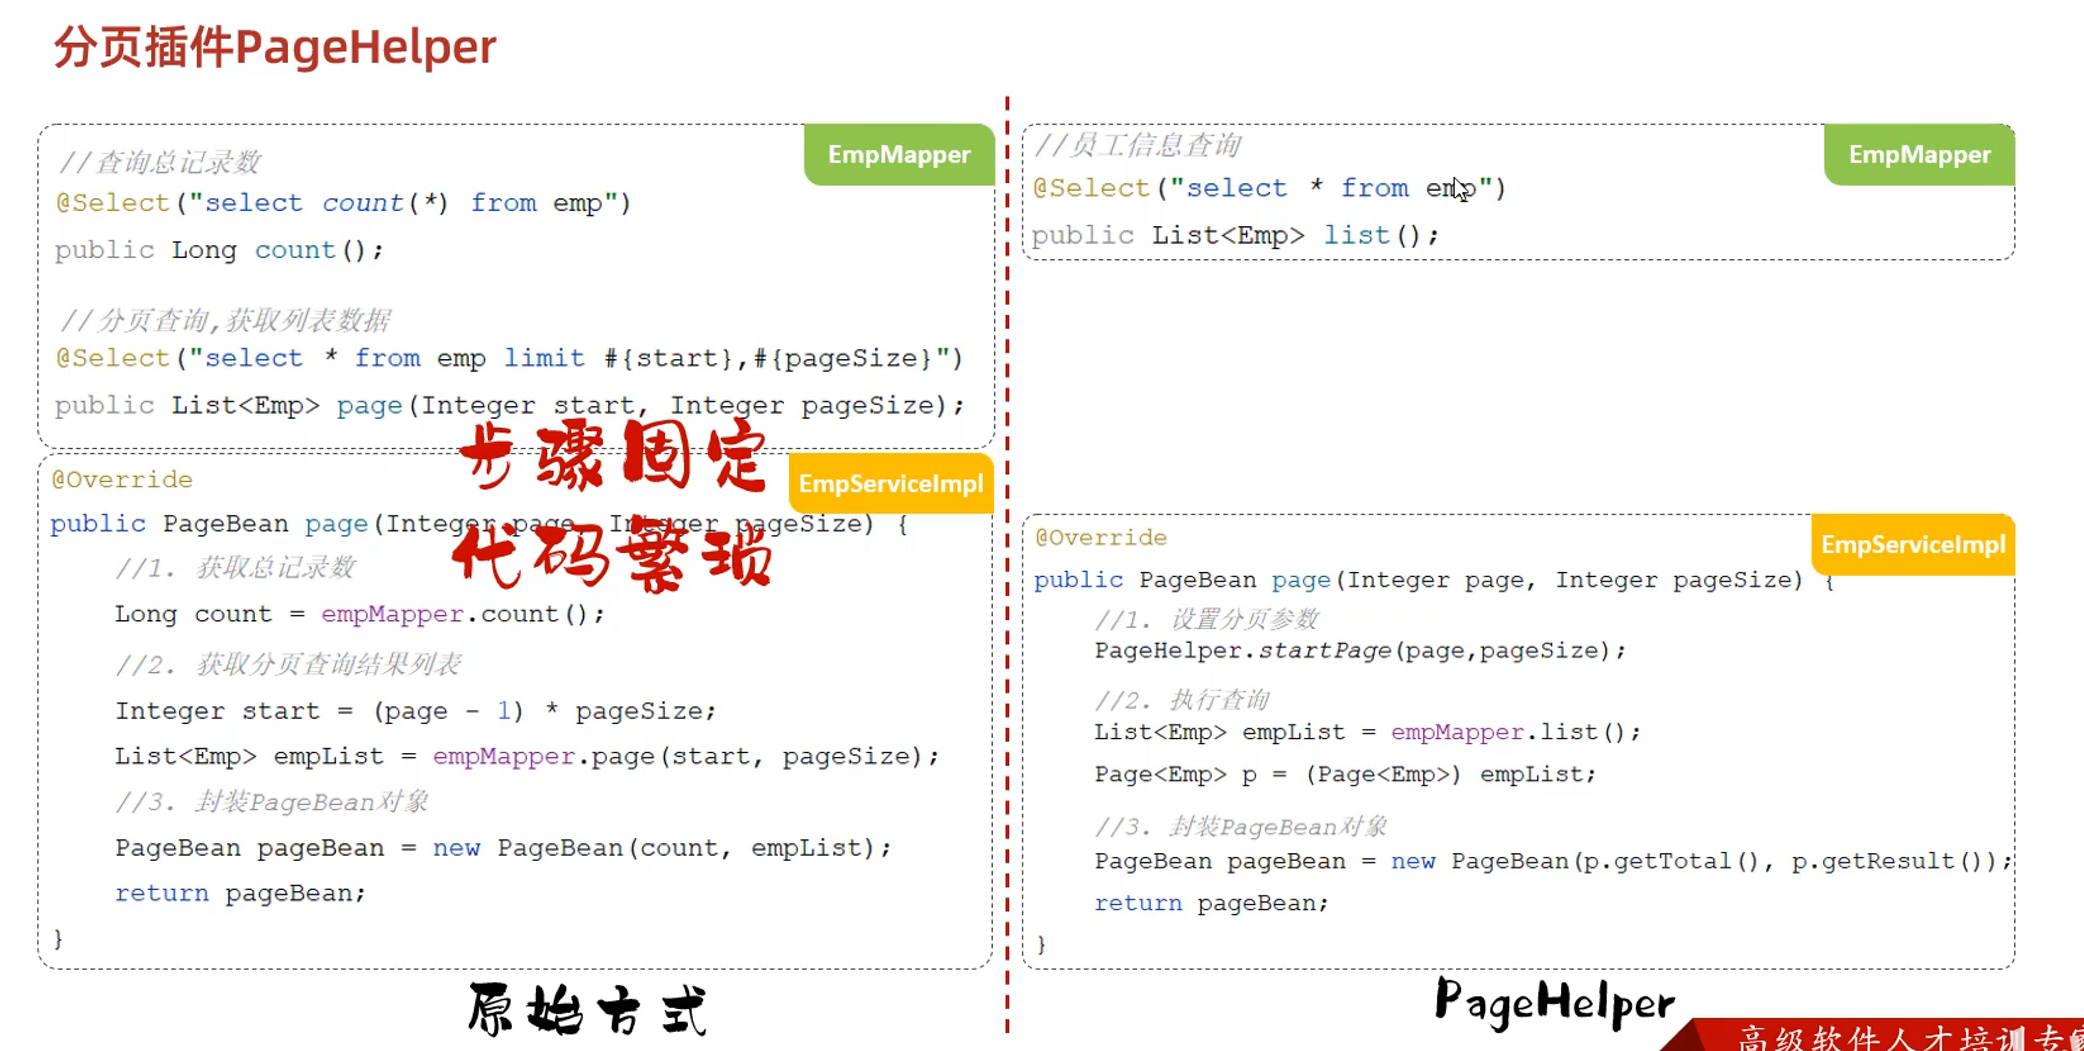 分页插件PageHelper
EmpMapper
//查询总记录数
@Select("select count(*) from emp")
public Long count();
//分页查询,获取列表数据
@Select("select * from emp limit #{start},#{pageSize}")
public List<Emp> page(Integer start, Integer pageSize);
步骤固定
代码繁琐
EmpServiceImpl
@Override
public PageBean page(Integer page, Integer pageSize) {
//1. 获取总记录数
Long count = empMapper.count();
//2. 获取分页查询结果列表
Integer start = (page - 1) * pageSize;
List<Emp> empList = empMapper.page(start, pageSize);
//3. 封装PageBean对象
PageBean pageBean = new PageBean(count, empList);
return pageBean;
}
原始方式
EmpMapper
//员工信息查询
@Select("select * from emp")
public List<Emp> list();
EmpServiceImpl
@Override
public PageBean page(Integer page, Integer pageSize) {
//1. 设置分页参数
PageHelper.startPage(page,pageSize);
//2. 执行查询
List<Emp> empList = empMapper.list();
Page<Emp> p = (Page<Emp>) empList;
//3. 封装PageBean对象
PageBean pageBean = new PageBean(p.getTotal(), p.getResult());
return pageBean;
}
PageHelper
高级软件人才培训专家